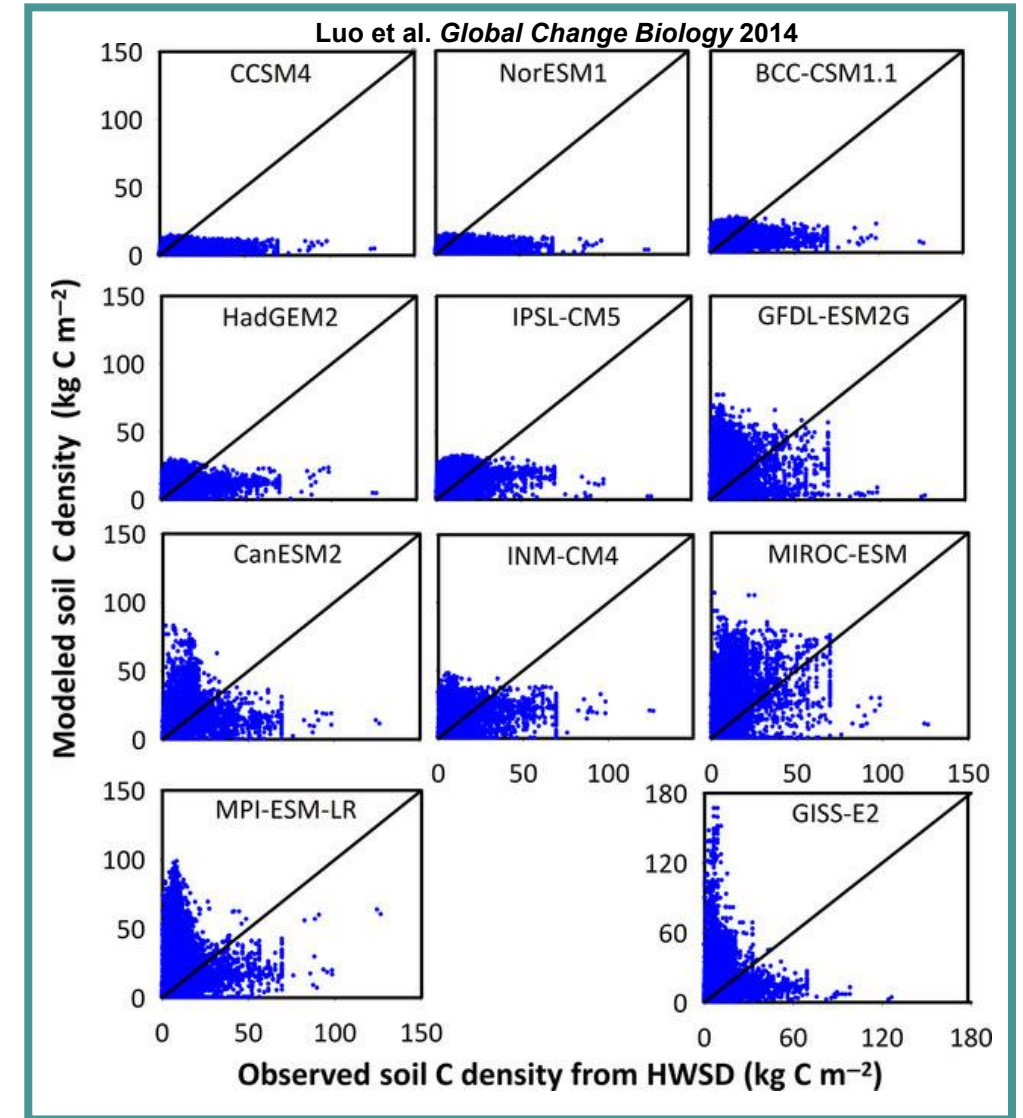 Luo et al. Global Change Biology 2014
Modeled soil C density (kg C m⁻²)
150
100
50
0
CCSM4
NorESM1
BCC-CSM1.1
150
100
50
0
HadGEM2
IPSL-CM5
GFDL-ESM2G
150
100
50
0
CanESM2
INM-CM4
MIROC-ESM
0 50 100
0 50 100 150
150
100
50
0
MPI-ESM-LR
0 50 100 150
180
120
60
0
GISS-E2
0 60 120 180
Observed soil C density from HWSD (kg C m⁻²)